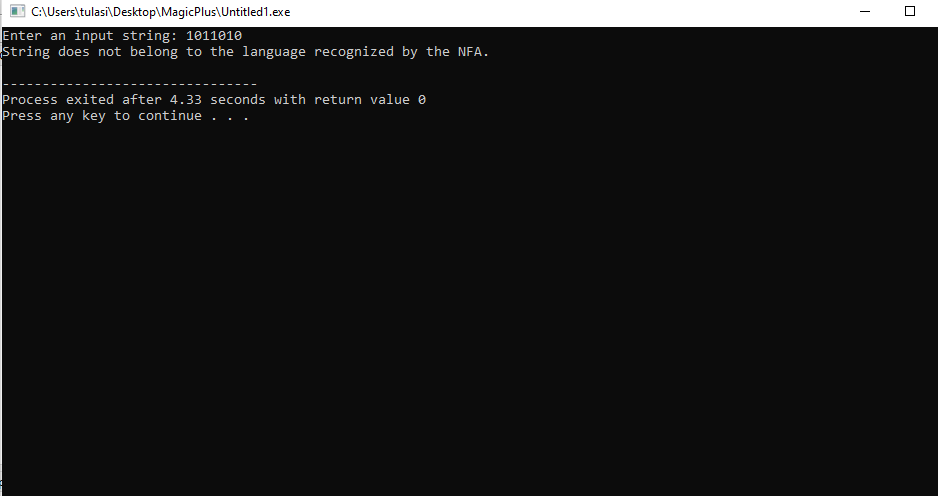 C:\Users\tulasi\Desktop\MagicPlus\Untitled1.exe
Enter an input string: 1011010
String does not belong to the language recognized by the NFA.
--------------------------------
Process exited after 4.33 seconds with return value 0
Press any key to continue . . .